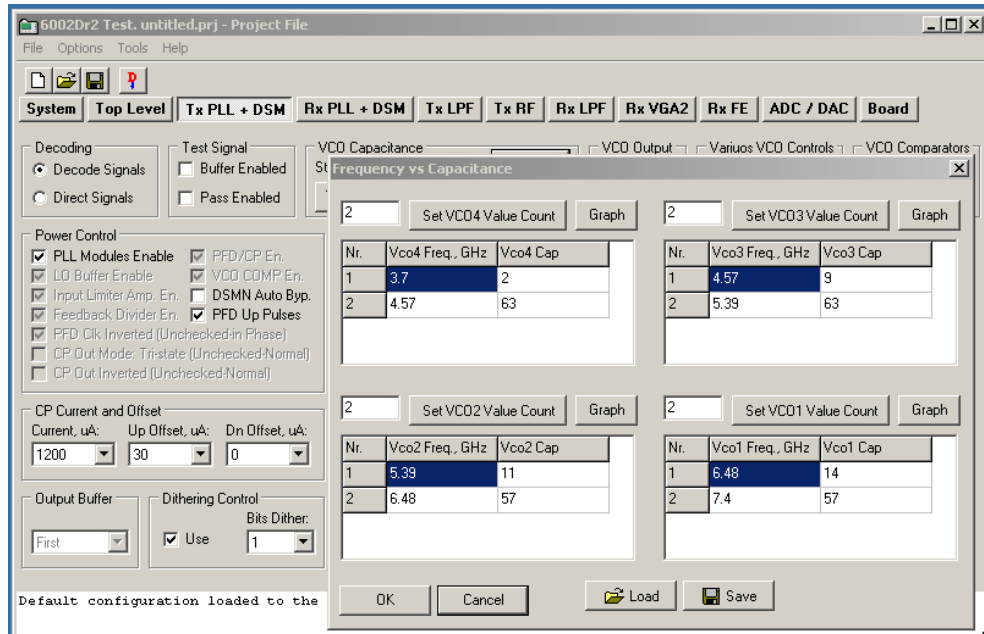 6002Dr2 Test. untitled.prj - Project File
File Options Tools Help
System Top Level Tx PLL + DSM Rx PLL + DSM Tx LPF Tx RF Rx LPF Rx VGA2 Rx FE ADC / DAC Board
Decoding
Decode Signals
Direct Signals
Test Signal
Buffer Enabled
Pass Enabled
VCO Capacitance
VCO Output
Variuos VCO Controls
VCO Comparators
Power Control
PLL Modules Enable
PFD/CP En.
LO Buffer Enable
VCO COMP En.
Input Limiter Amp. En.
DSMN Auto Byp.
Feedback Divider En.
PFD Up Pulses
PFD Clk Inverted (Unchecked-in Phase)
CP Out Mode: Tri-state (Unchecked-Normal)
CP Out Inverted (Unchecked-Normal)
CP Current and Offset
Current, uA: Up Offset, uA: Dn Offset, uA:
1200 30 0
Output Buffer
First
Dithering Control
Bits Dither:
Use 1
Default configuration loaded to the
Frequency vs Capacitance
2 Set VCO4 Value Count Graph
Nr. Vco4 Freq., GHz Vco4 Cap
1 3.7 2
2 4.57 63
2 Set VCO3 Value Count Graph
Nr. Vco3 Freq., GHz Vco3 Cap
1 4.57 9
2 5.39 63
2 Set VCO2 Value Count Graph
Nr. Vco2 Freq., GHz Vco2 Cap
1 5.39 11
2 6.48 57
2 Set VCO1 Value Count Graph
Nr. Vco1 Freq., GHz Vco1 Cap
1 6.48 14
2 7.4 57
OK Cancel Load Save